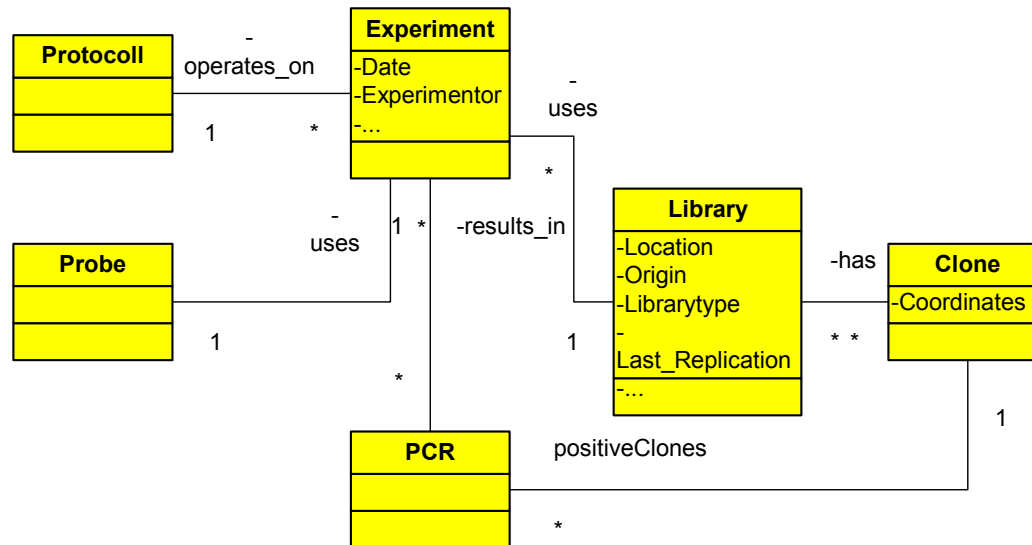 Experiment
-Date
-Experimentor
-...
Protocoll
-
operates_on
1
*
-
uses
*
Library
-Location
-Origin
-Librarytype
-
Last_Replication
-...
-
uses
1
*
-results_in
Probe
1
1
-has
Clone
-Coordinates
* *
*
1
PCR
positiveClones
*